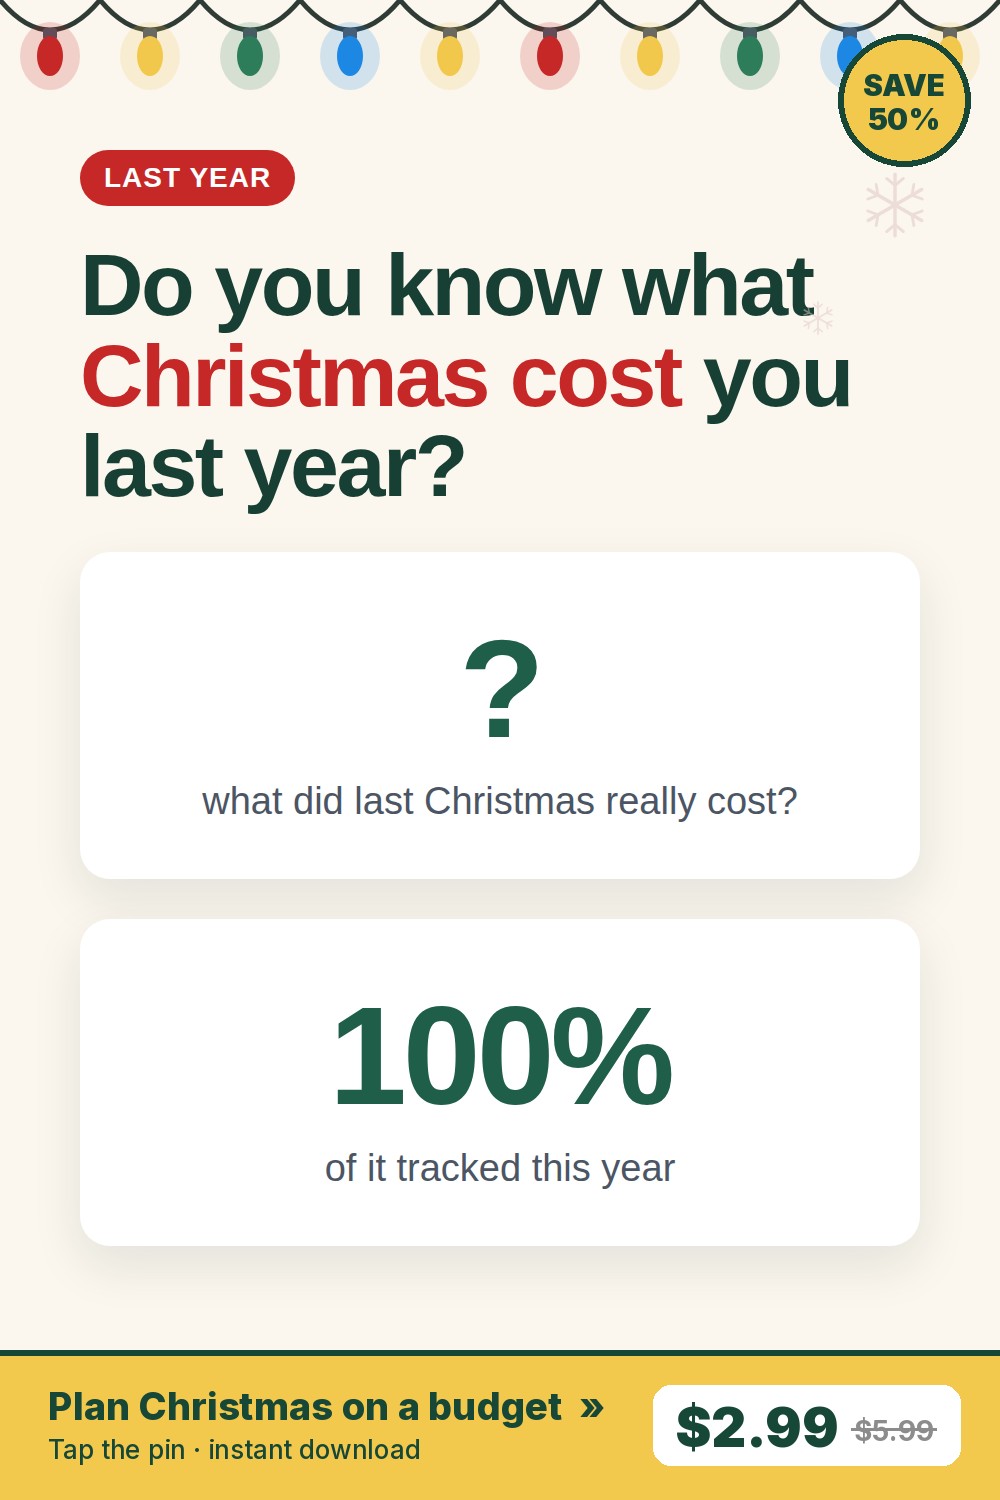 SAVE
50%
LAST YEAR
Do you know what
Christmas cost you
last year?
?
what did last Christmas really cost?
100%
of it tracked this year
Plan Christmas on a budget »
Tap the pin · instant download
$2.99 $5.99